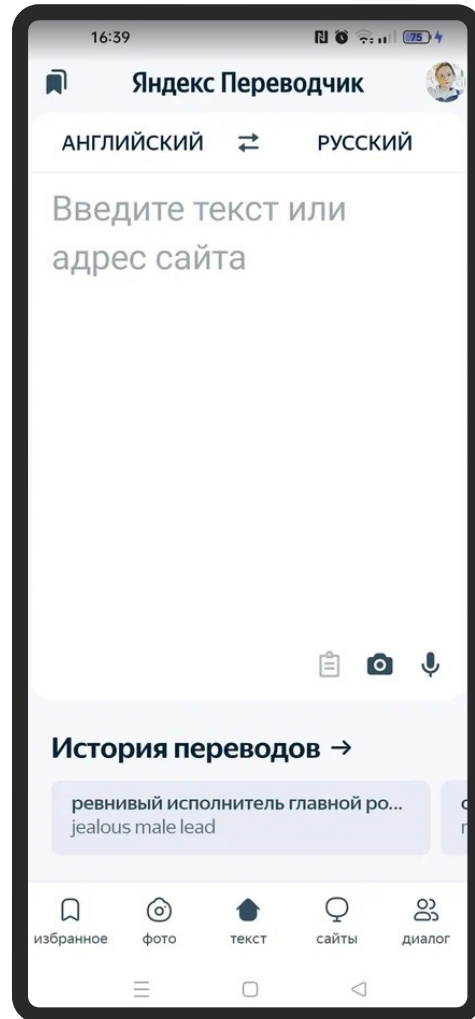 16:39
75
Яндекс Переводчик
АНГЛИЙСКИЙ
РУССКИЙ
Введите текст или
адрес сайта
История переводов →
ревнивый исполнитель главной ро...
jealous male lead
избранное
фото
текст
сайты
диалог